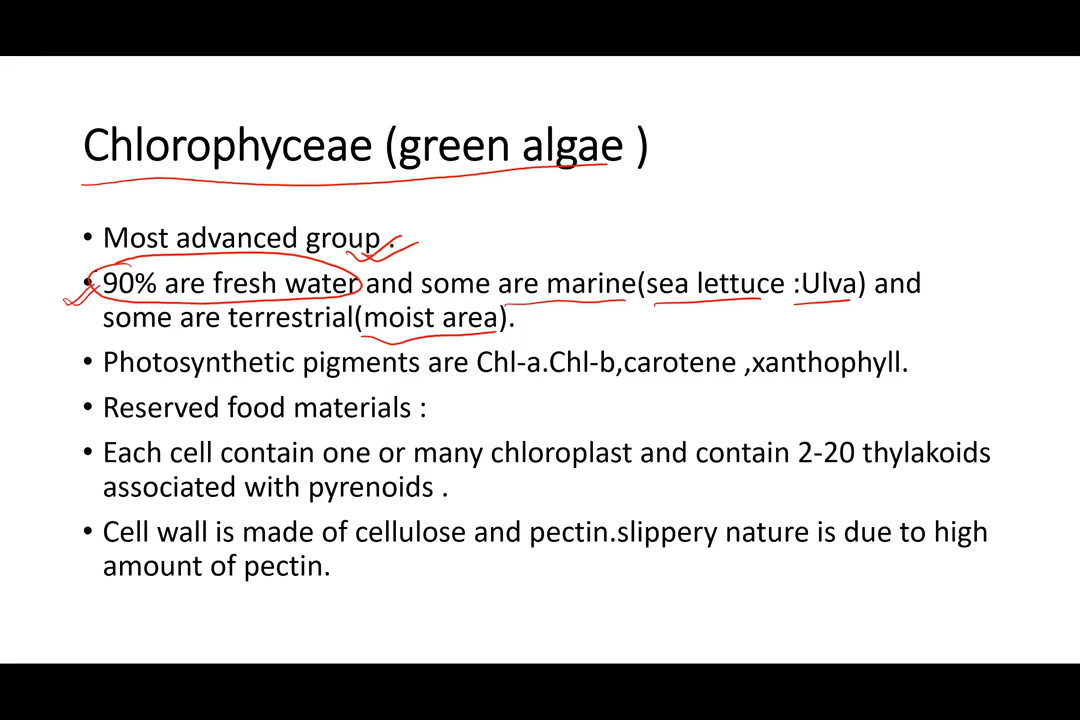 Chlorophyceae (green algae )
• Most advanced group .
• 90% are fresh water and some are marine(sea lettuce :Ulva) and
some are terrestrial(moist area).
• Photosynthetic pigments are Chl-a.Chl-b,carotene ,xanthophyll.
• Reserved food materials :
• Each cell contain one or many chloroplast and contain 2-20 thylakoids
associated with pyrenoids .
• Cell wall is made of cellulose and pectin.slippery nature is due to high
amount of pectin.